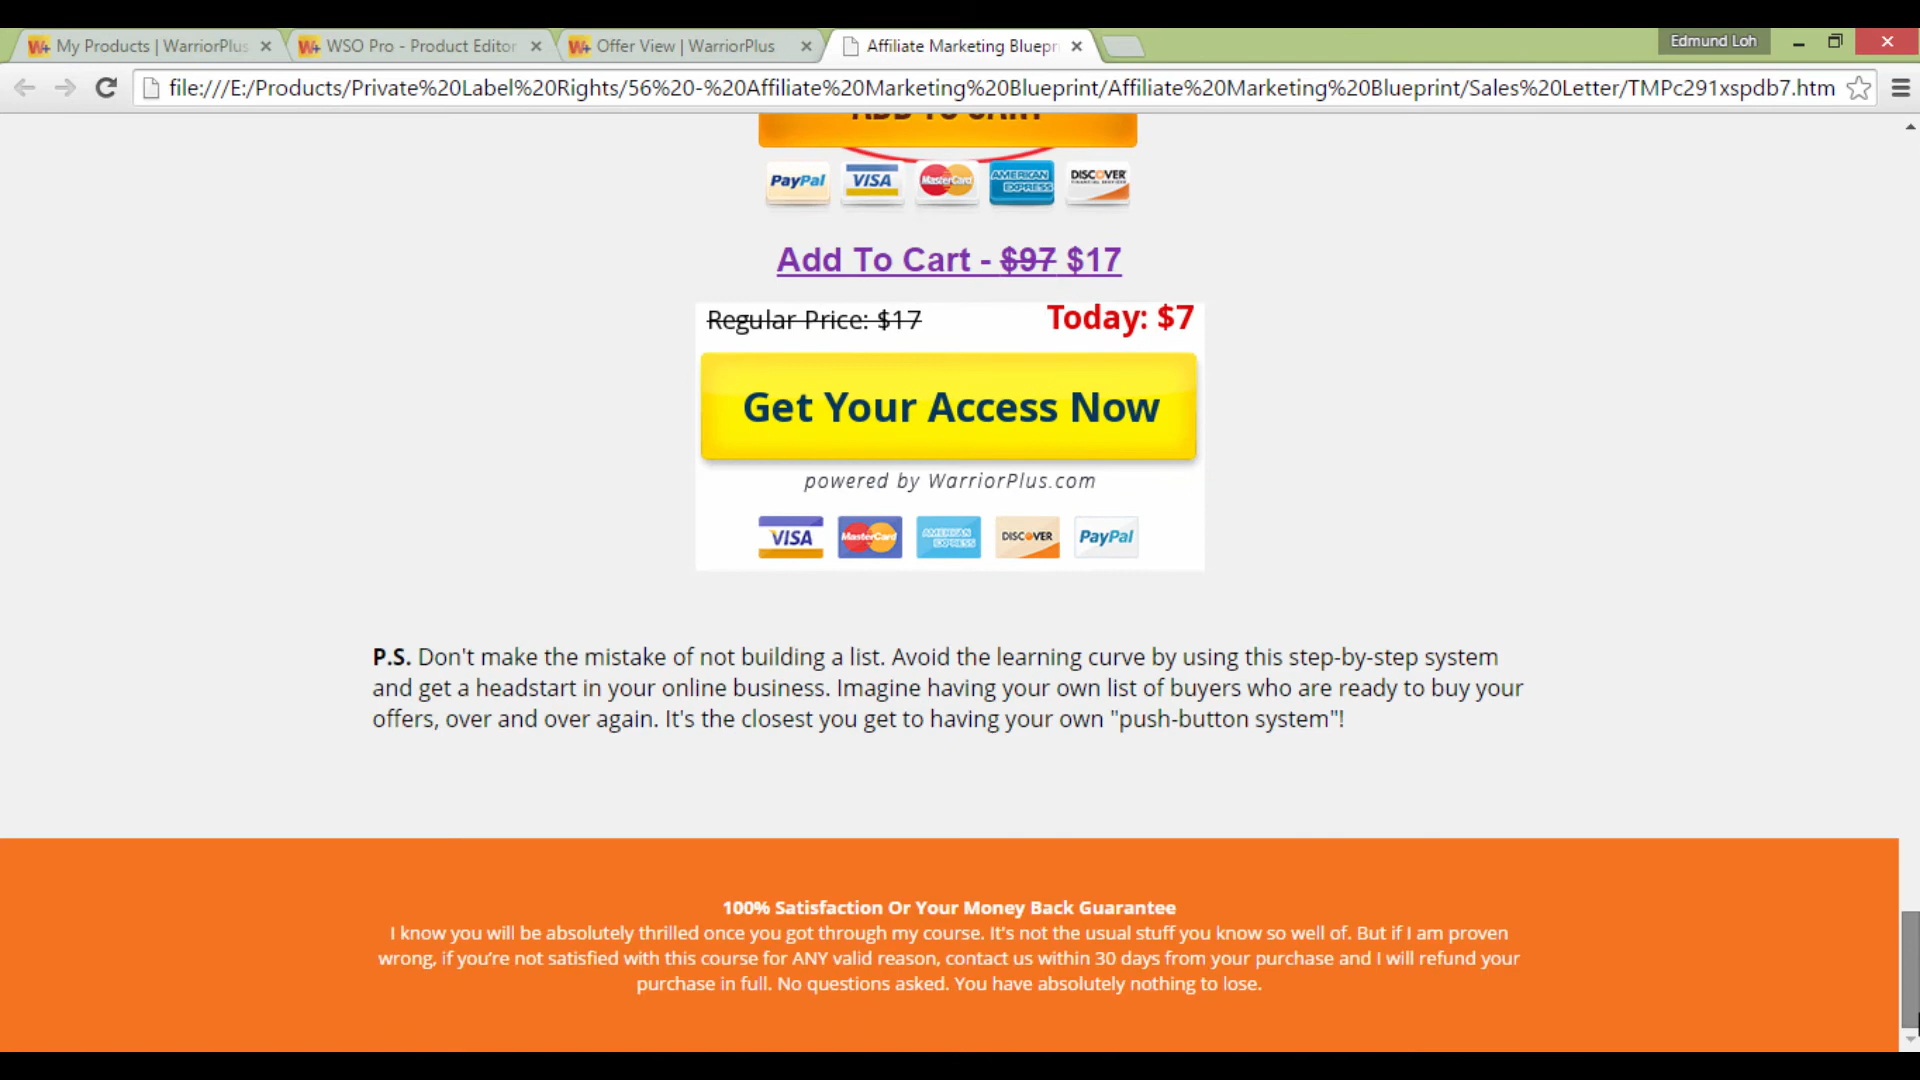 My Products | WarriorPlus
WSO Pro - Product Editor
Offer View | WarriorPlus
Affiliate Marketing Bluepr
Edmund Loh
file:///E:/Products/Private%20Label%20Rights/56%20-%20Affiliate%20Marketing%20Blueprint/Affiliate%20Marketing%20Blueprint/Sales%20Letter/TMPc291xspdb7.htm
ADD TO CART
PayPal VISA MasterCard AMERICAN EXPRESS DISCOVER
Add To Cart - $97 $17
Regular Price: $17 Today: $7
Get Your Access Now
powered by WarriorPlus.com
VISA MasterCard AMERICAN EXPRESS DISCOVER PayPal
P.S. Don't make the mistake of not building a list. Avoid the learning curve by using this step-by-step system
and get a headstart in your online business. Imagine having your own list of buyers who are ready to buy your
offers, over and over again. It's the closest you get to having your own "push-button system"!
100% Satisfaction Or Your Money Back Guarantee
I know you will be absolutely thrilled once you got through my course. It's not the usual stuff you know so well of. But if I am proven
wrong, if you're not satisfied with this course for ANY valid reason, contact us within 30 days from your purchase and I will refund your
purchase in full. No questions asked. You have absolutely nothing to lose.